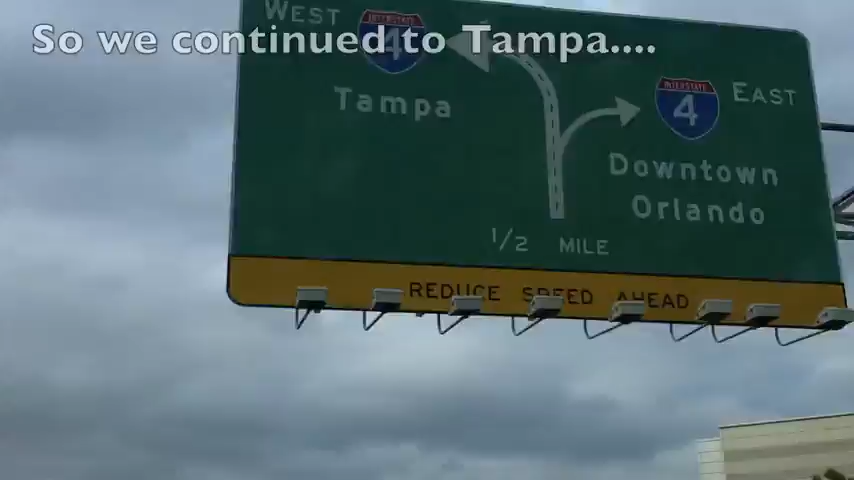 So we continued to Tampa....
WEST
INTERSTATE
4
Tampa
INTERSTATE
4
EAST
Downtown
Orlando
1/2 MILE
REDUCE SPEED AHEAD